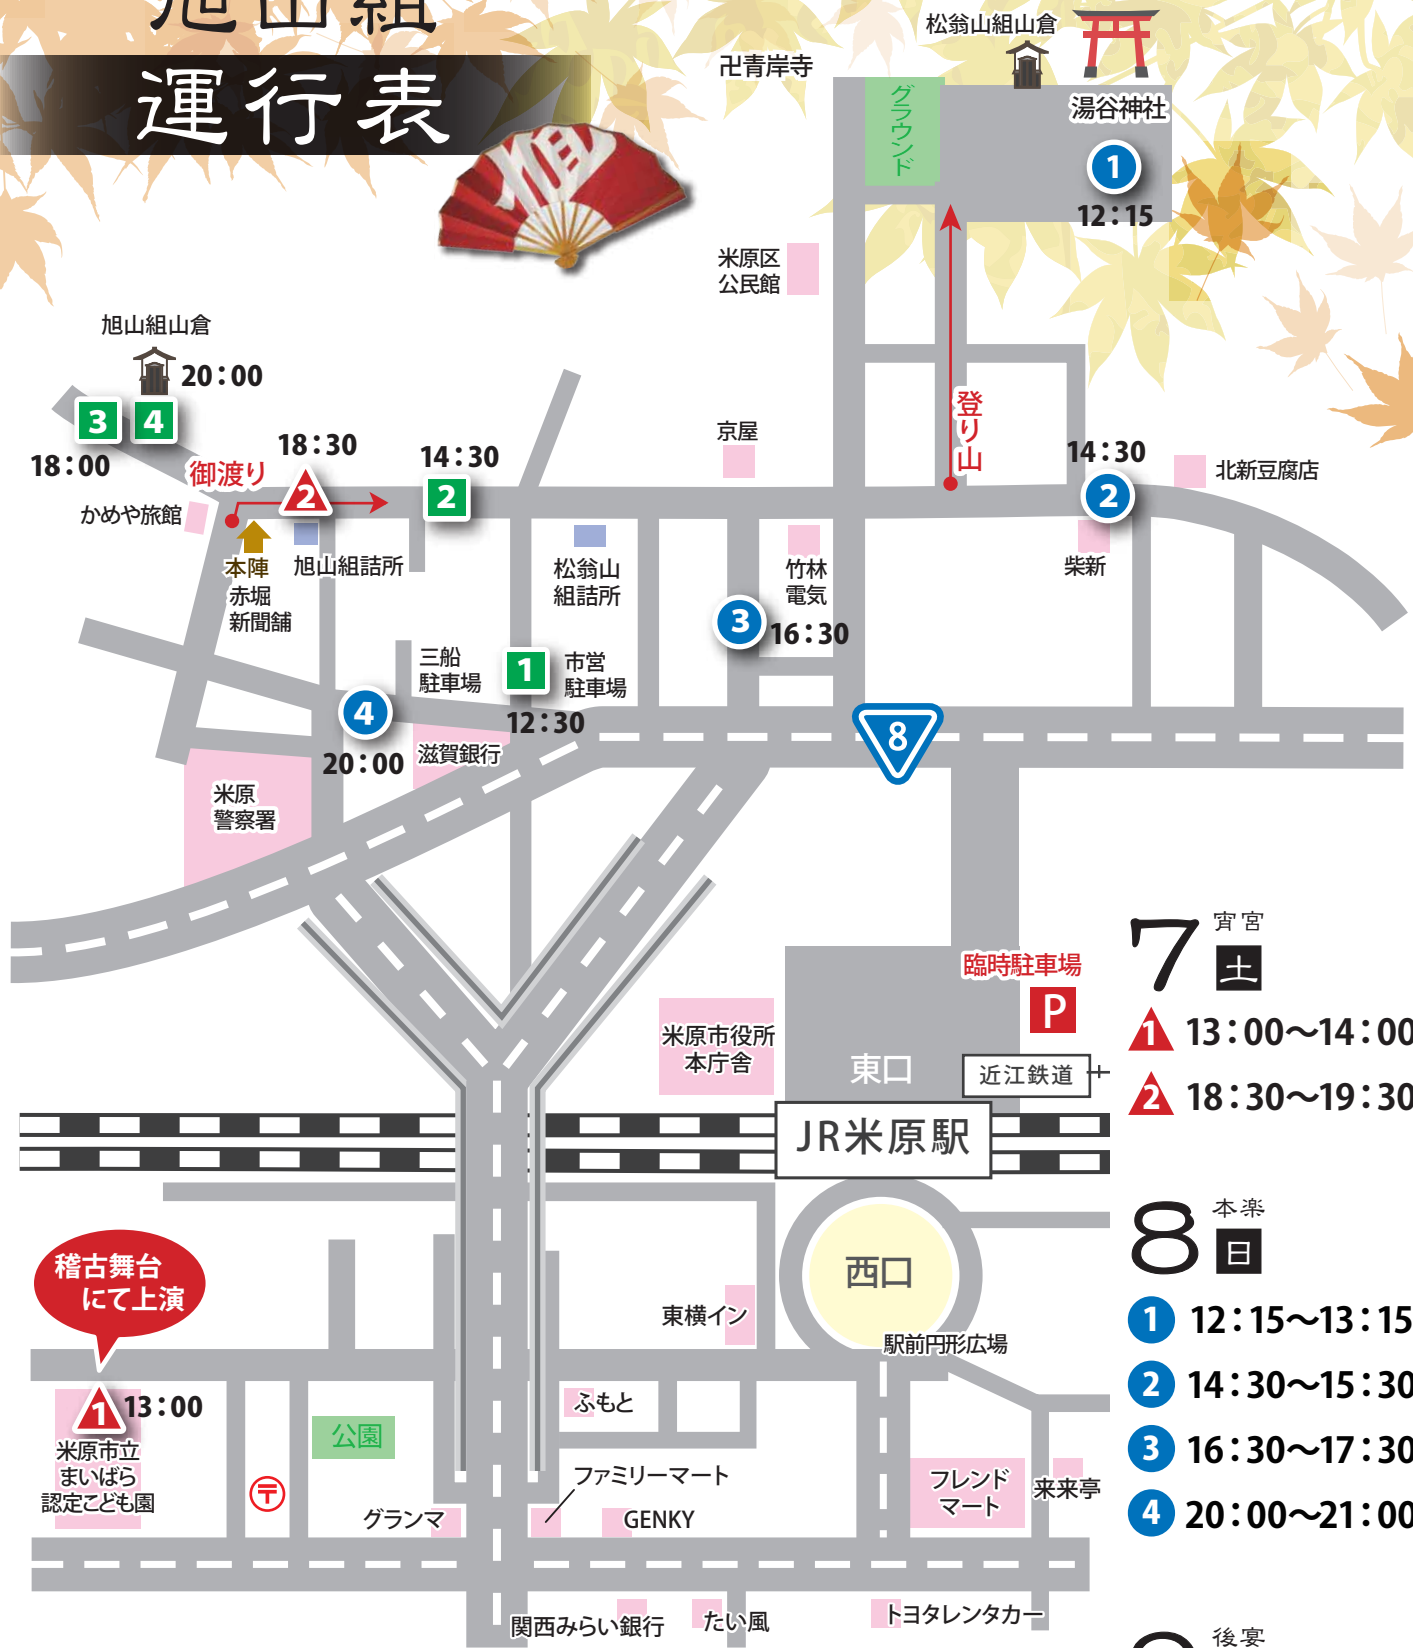 旭山組
運行表
松翁山組山倉
卍青岸寺
グラウンド
湯谷神社
1
12：15
米原区
公民館
旭山組山倉
20：00
3
4
18：00
御渡り
18：30
2
14：30
2
かめや旅館
本陣
赤堀
新聞舗
旭山組詰所
京屋
登り山
14：30
2
北新豆腐店
柴新
松翁山
組詰所
竹林
電気
3
16：30
三船
駐車場
1
市営
駐車場
12：30
4
20：00
滋賀銀行
8
米原
警察署
臨時駐車場
P
米原市役所
本庁舎
東口
近江鉄道
JR米原駅
7
宵宮
土
1 13：00～14：00
2 18：30～19：30
8
本楽
日
1 12：15～13：15
2 14：30～15：30
3 16：30～17：30
4 20：00～21：00
後宴
稽古舞台
にて上演
西口
東横イン
駅前円形広場
1
13：00
米原市立
まいばら
認定こども園
公園
〒
ふもと
ファミリーマート
グランマ
GENKY
フレンド
マート
来来亭
関西みらい銀行
たい風
トヨタレンタカー